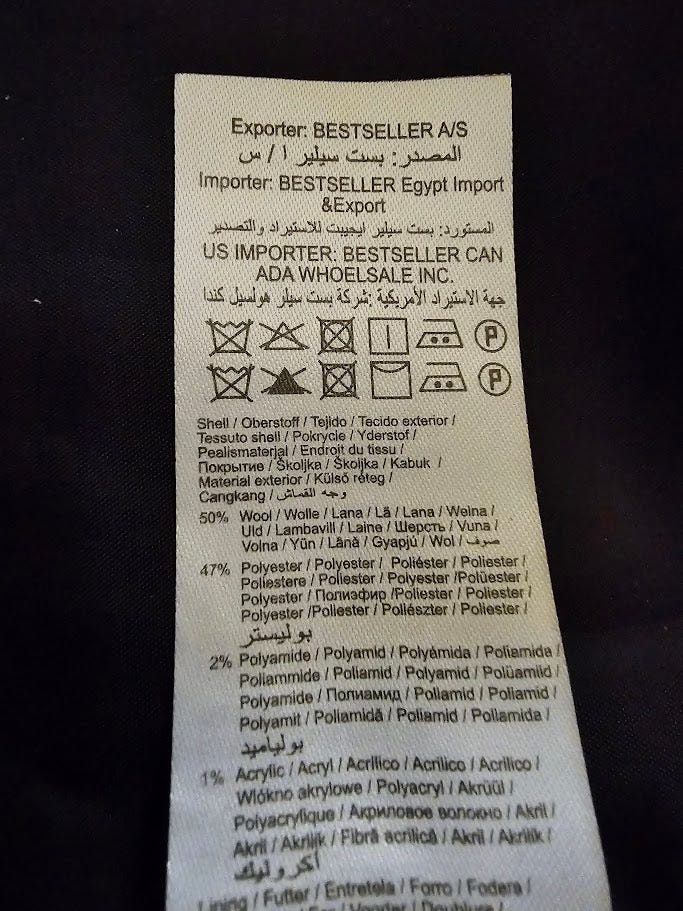 Exporter: BESTSELLER A/S
المصدر: بست سيلير ا / س
Importer: BESTSELLER Egypt Import
&Export
المستورد: بست سيلير ايجيبت للاستيراد والتصدير
US IMPORTER: BESTSELLER CAN
ADA WHOELSALE INC.
جهة الاستيراد الأمريكية :شركة بست سيلر هولسيل كندا
P
P
Shell / Oberstoff / Tejido / Tecido exterior /
Tessuto shell / Pokrycie / Yderstof /
Pealismaterjal / Endroit du tissu /
Покрытие / Školjka / Školjka / Kabuk /
Material exterior / Külső réteg /
Cangkang / وجه القماش
50% Wool / Wolle / Lana / Lã / Lana / Wełna /
Uld / Lambavill / Laine / Шерсть / Vuna /
Volna / Yün / Lână / Gyapjú / Wol / صوف
47% Polyester / Polyester / Poliéster / Poliester /
Poliestere / Poliester / Polyester /Polüester /
Polyester / Полиэфир /Poliester / Poliester /
Polyester /Poliester / Poliészter / Poliester /
بوليستر
2% Polyamide / Polyamid / Polyámida / Poliamida /
Poliammide / Poliamid / Polyamid / Polüamiid /
Polyamide / Полиамид / Poliamid / Poliamid /
Polyamit / Poliamidă / Poliamid / Poliamida /
بولياميد
1% Acrylic / Acryl / Acrílico / Acrílico / Acrilico /
Włókno akrylowe / Polyacryl / Akrüül /
Polyacrylique / Акриловое волокно / Akril /
Akril / Akrilik / Fibră acrilică / Akril / Akrilik /
أكروليك
Lining / Futter / Entretela / Forro / Fodera /